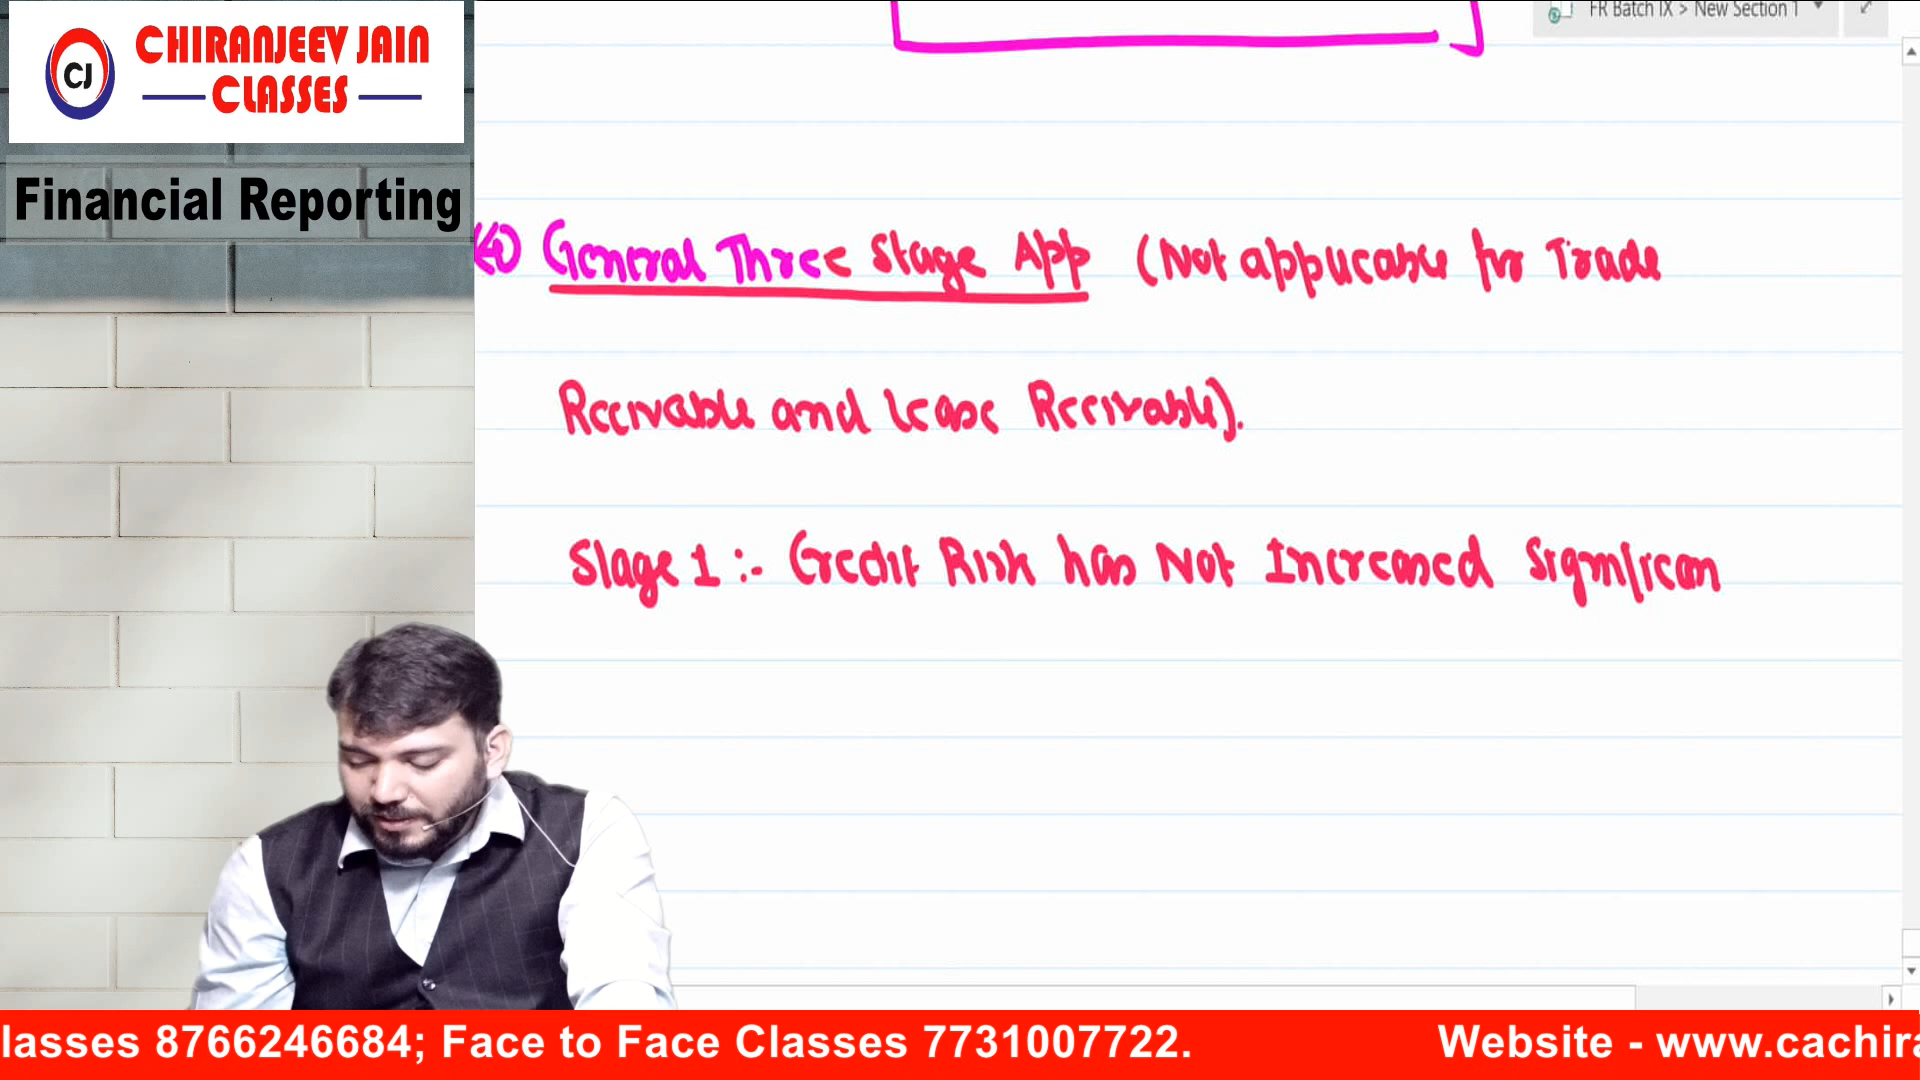 FR Batch IX > New Section 1
CHIRANJEEV JAIN
CJ
CLASSES
Financial Reporting
General Three Stage App (Not applicable for Trade
Receivable and Lease Receivable).
Stage 1 :- Credit Risk has Not Increased Significan
lasses 8766246684; Face to Face Classes 7731007722.
Website - www.cachira